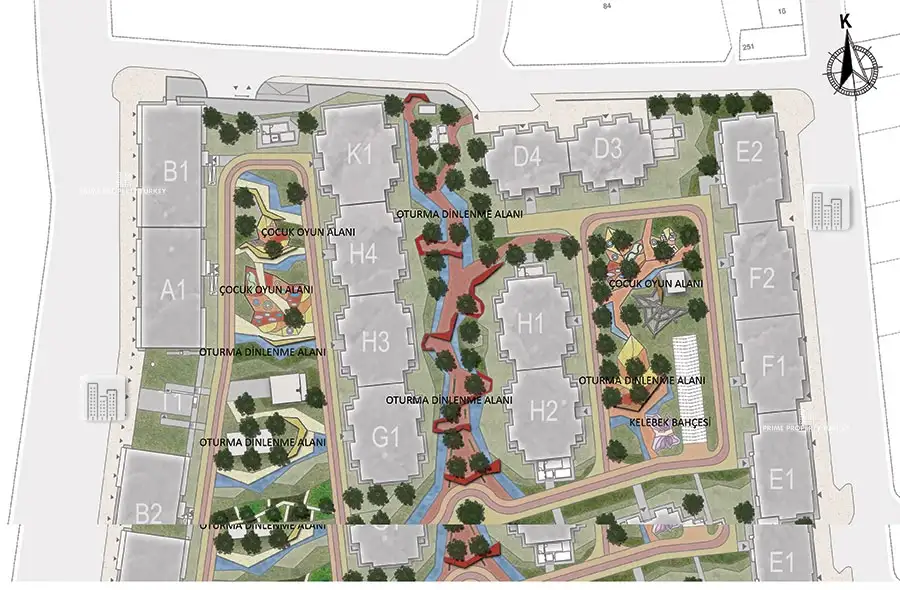 84
16
251
K
B1
K1
D4
D3
E2
OTURMA DİNLENME ALANI
ÇOCUK OYUN ALANI
H4
F2
ÇOCUK OYUN ALANI
A1
ÇOCUK OYUN ALANI
H1
H3
OTURMA DİNLENME ALANI
F1
OTURMA DİNLENME ALANI
OTURMA DİNLENME ALANI
H2
KELEBEK BAHÇESİ
PRIME PROPERTY TURKEY
G1
OTURMA DİNLENME ALANI
E1
B2
OTURMA DİNLENME ALANI
E1